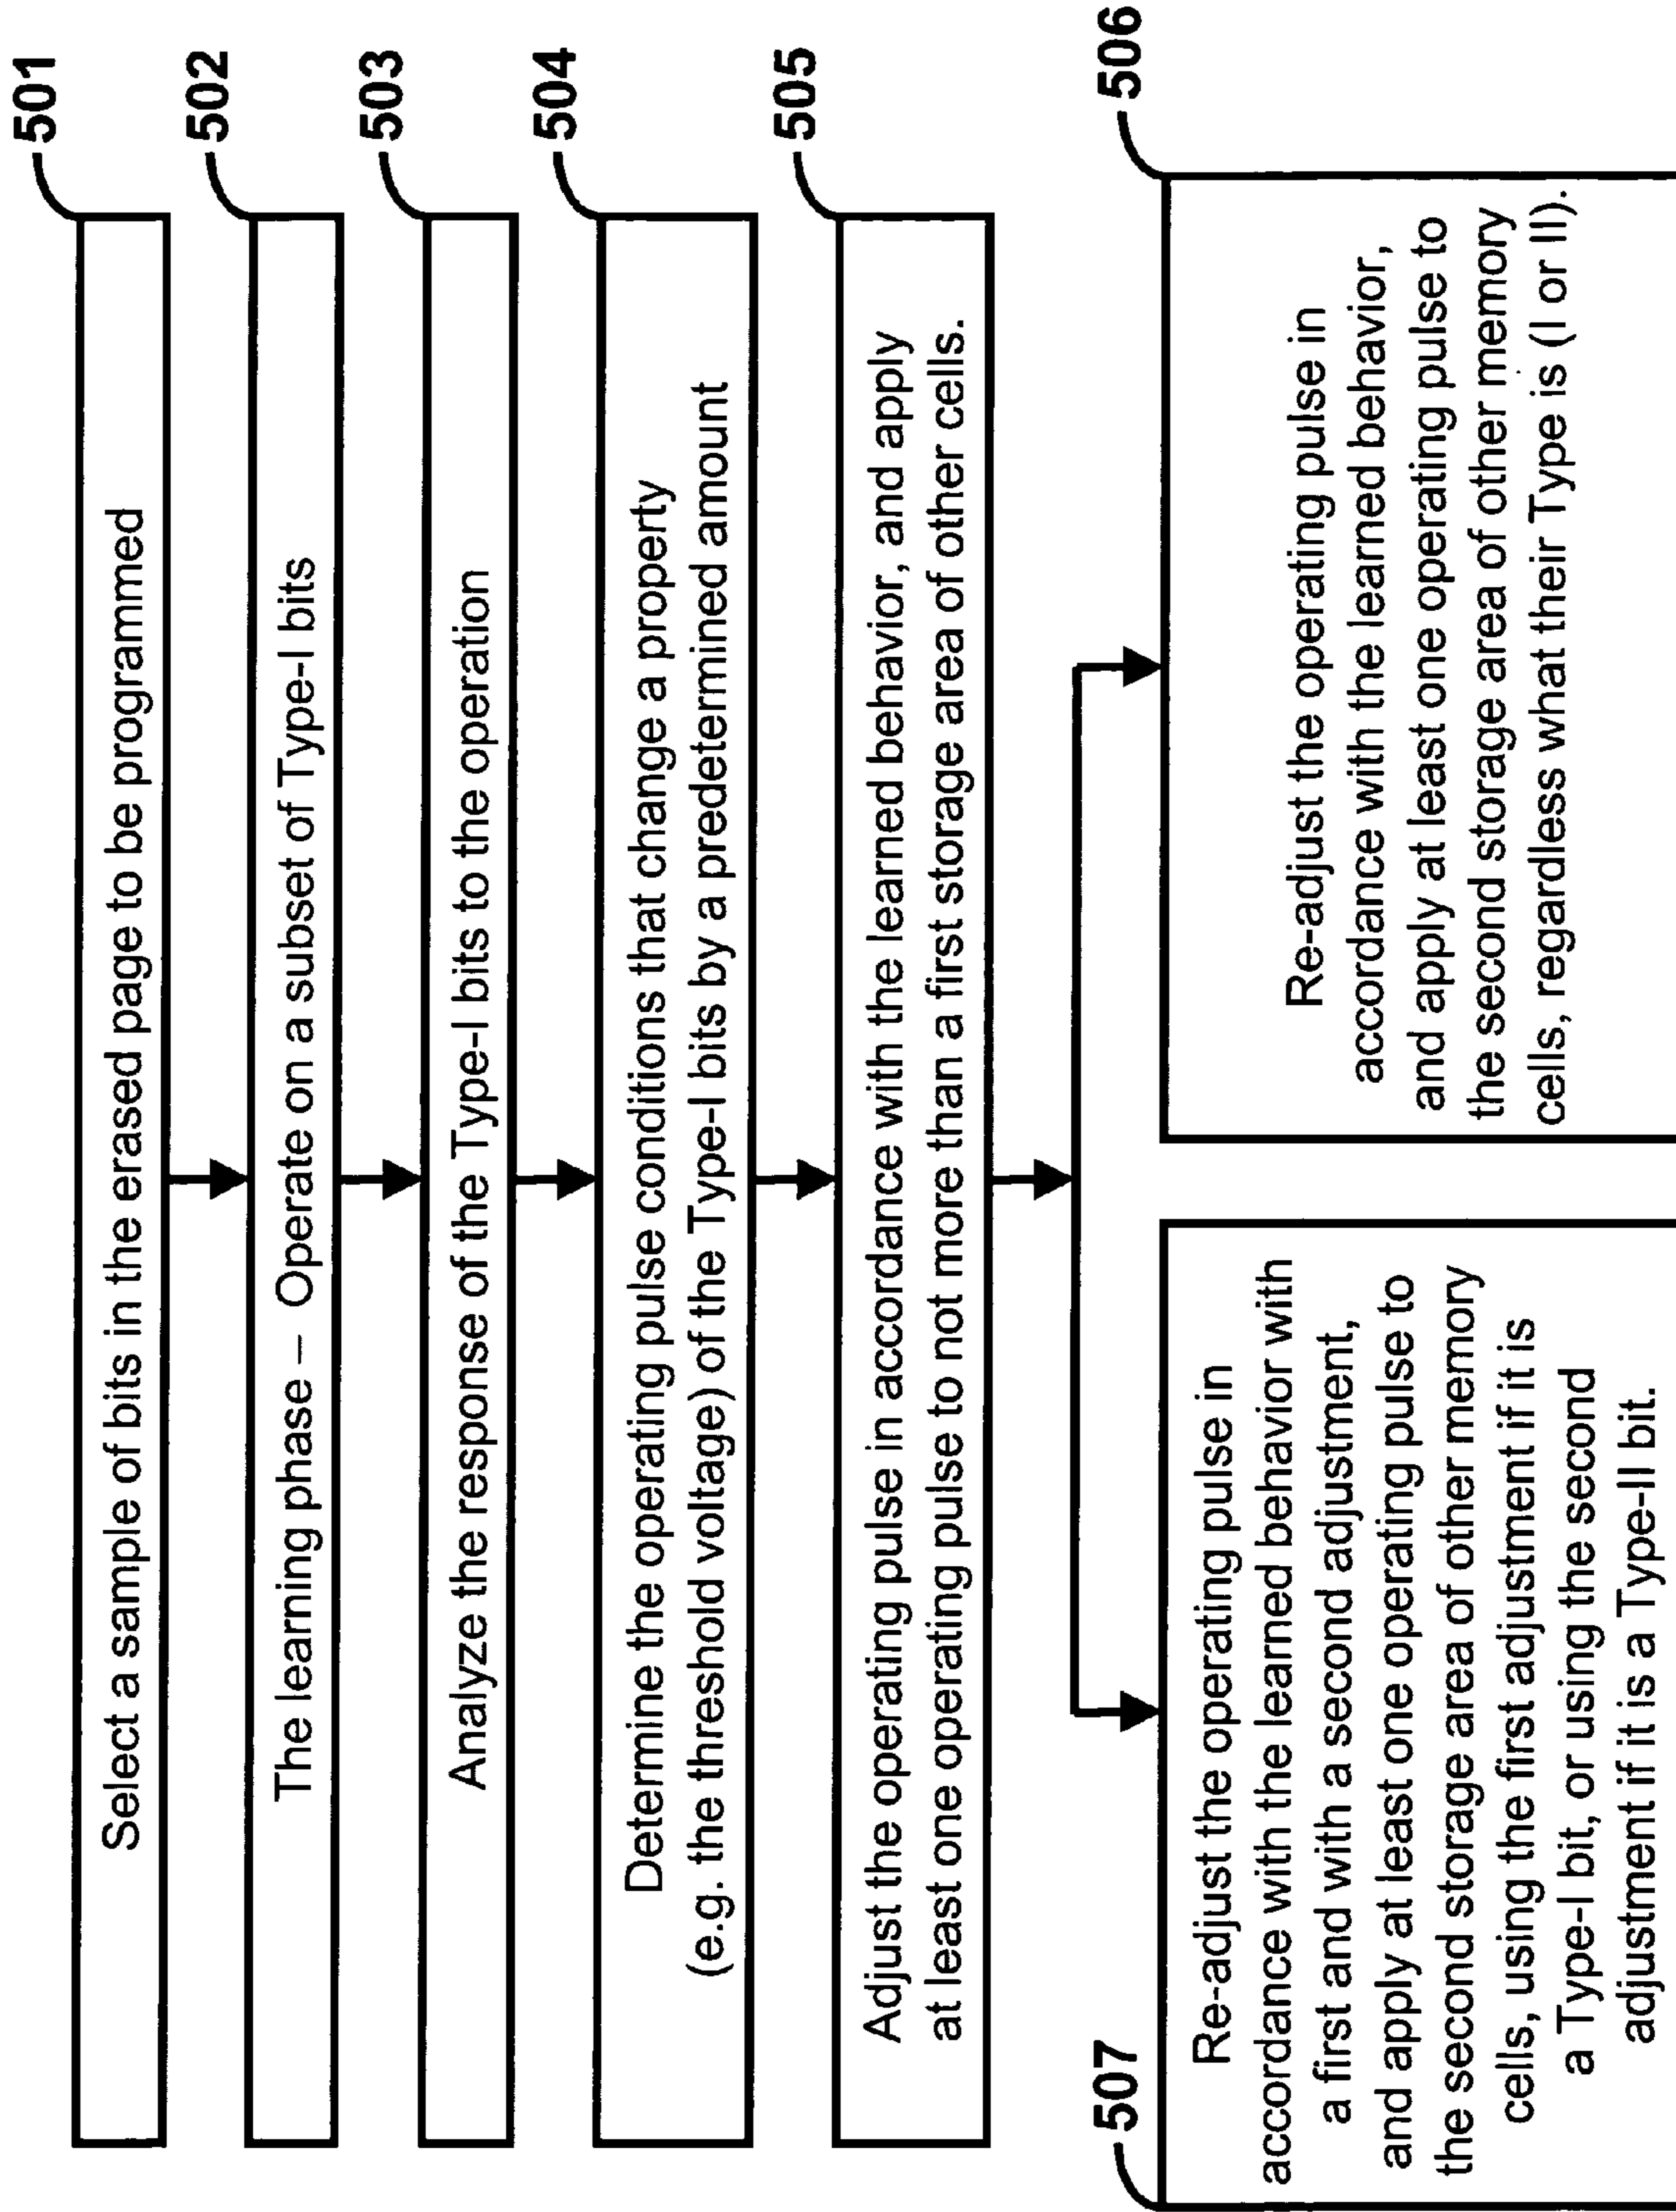 501
Select a sample of bits in the erased page to be programmed
502
The learning phase – Operate on a subset of Type-I bits
503
Analyze the response of the Type-I bits to the operation
504
Determine the operating pulse conditions that change a property
(e.g. the threshold voltage) of the Type-I bits by a predetermined amount
505
Adjust the operating pulse in accordance with the learned behavior, and apply
at least one operating pulse to not more than a first storage area of other cells.
507
Re-adjust the operating pulse in
accordance with the learned behavior with
a first and with a second adjustment,
and apply at least one operating pulse to
the second storage area of other memory
cells, using the first adjustment if it is
a Type-I bit, or using the second
adjustment if it is a Type-II bit.
506
Re-adjust the operating pulse in
accordance with the learned behavior,
and apply at least one operating pulse to
the second storage area of other memory
cells, regardless what their Type is (I or II).